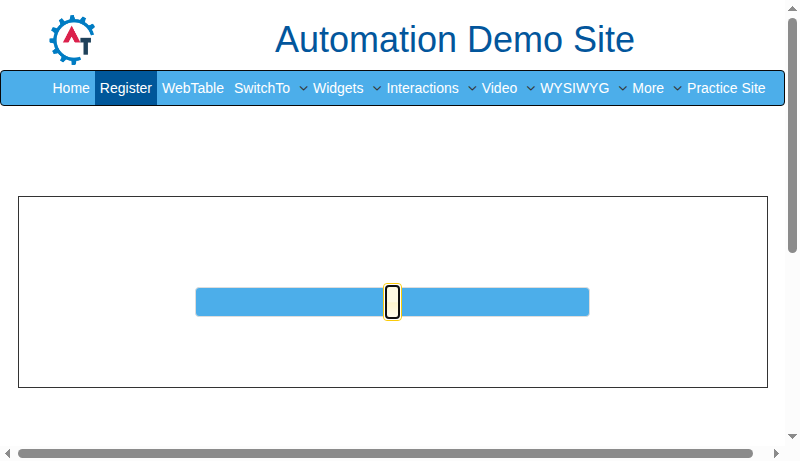 AT
Automation Demo Site
Home Register WebTable SwitchTo Widgets Interactions Video WYSIWYG More Practice Site